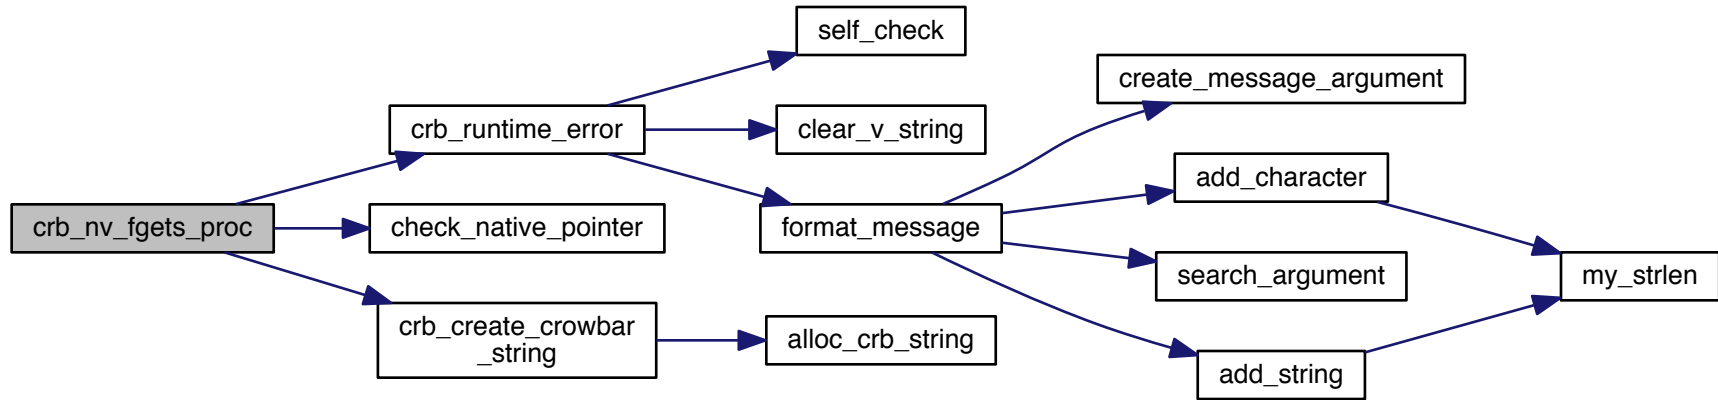 self_check
create_message_argument
crb_runtime_error
clear_v_string
add_character
crb_nv_fgets_proc
check_native_pointer
format_message
search_argument
my_strlen
crb_create_crowbar
_string
alloc_crb_string
add_string